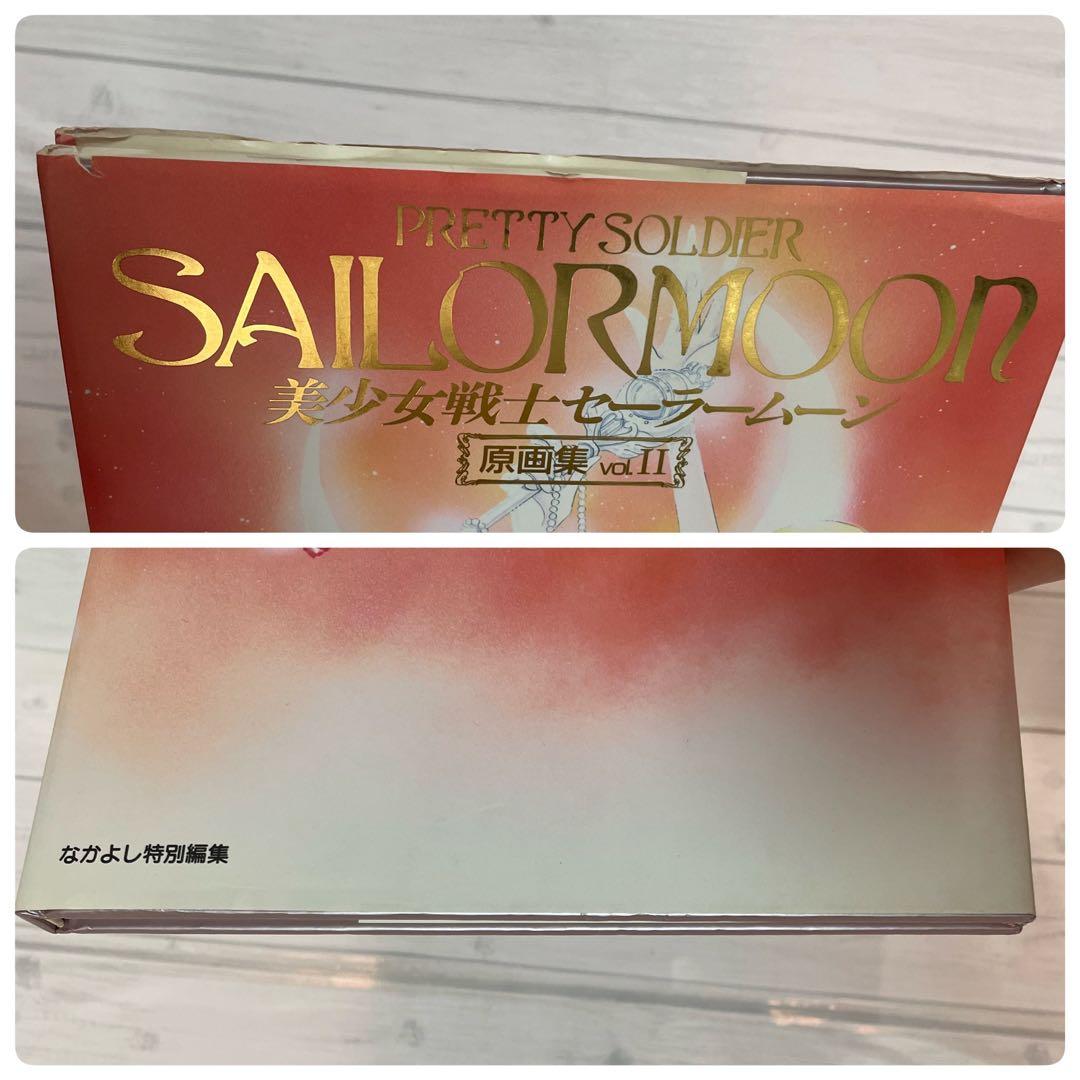 PRETTY SOLDIER
SAILORMOON
美少女戦士セーラームーン
原画集 vol.II
なかよし特別編集